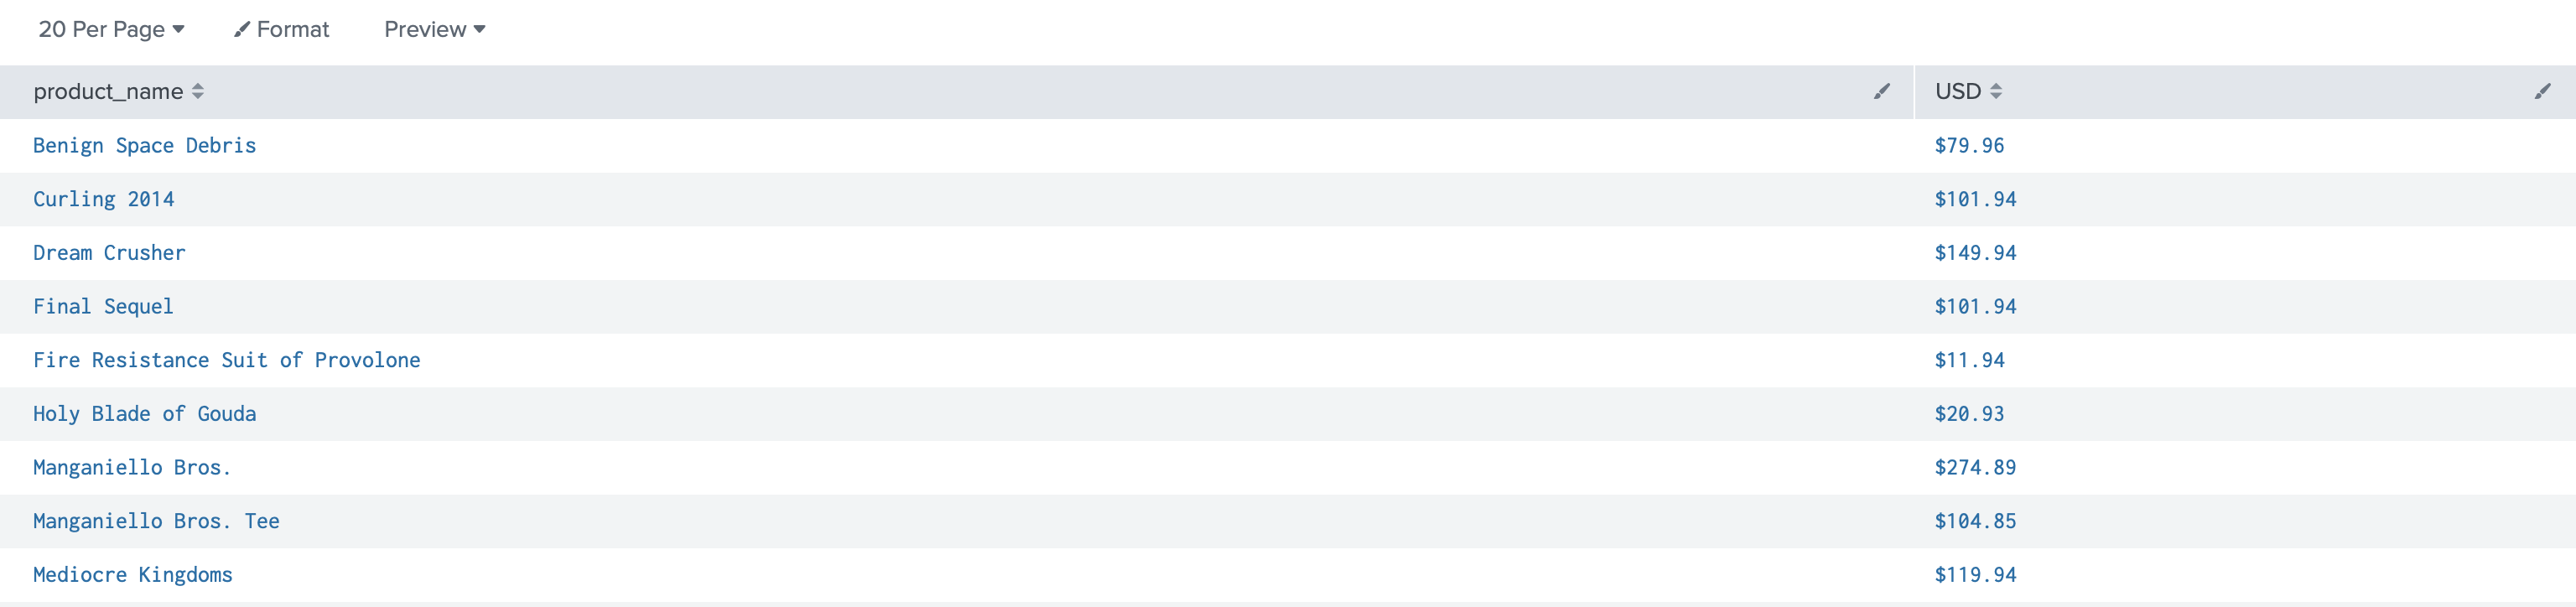 20 Per Page Format Preview
product_name USD
Benign Space Debris $79.96
Curling 2014 $101.94
Dream Crusher $149.94
Final Sequel $101.94
Fire Resistance Suit of Provolone $11.94
Holy Blade of Gouda $20.93
Manganiello Bros. $274.89
Manganiello Bros. Tee $104.85
Mediocre Kingdoms $119.94